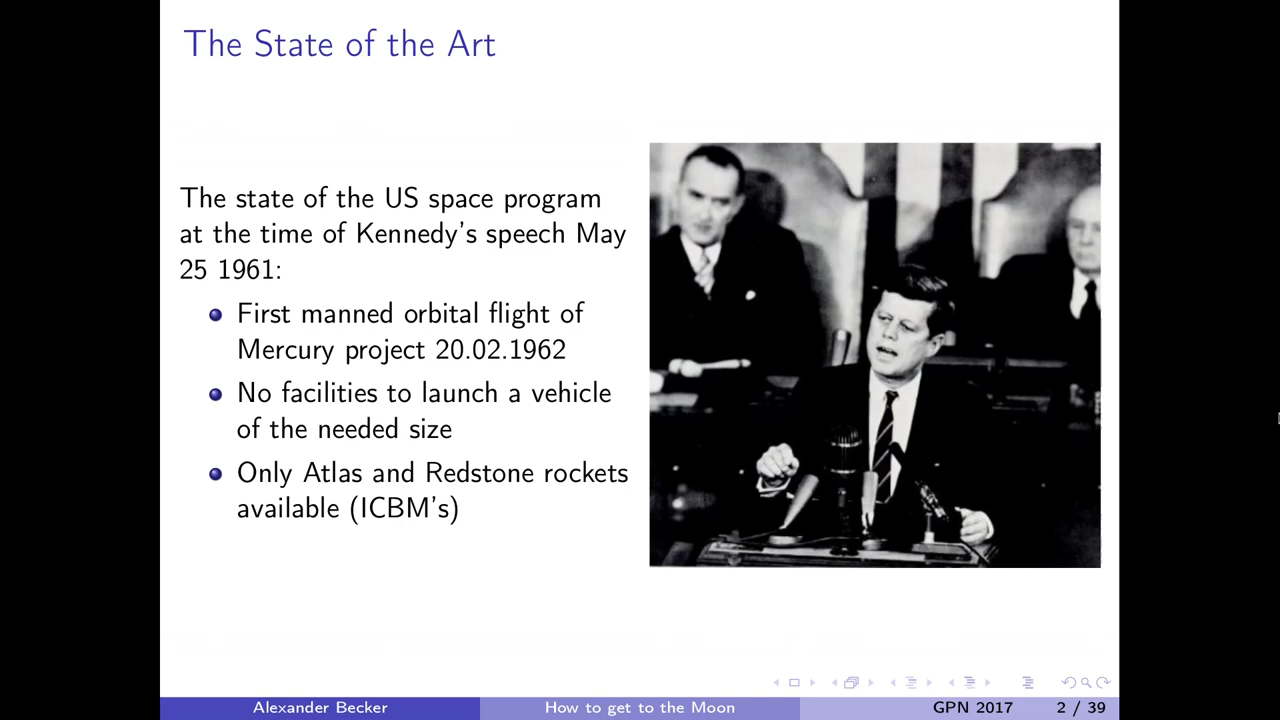 The State of the Art
The state of the US space program
at the time of Kennedy's speech May
25 1961:
First manned orbital flight of
Mercury project 20.02.1962
No facilities to launch a vehicle
of the needed size
Only Atlas and Redstone rockets
available (ICBM's)
Alexander Becker
How to get to the Moon
GPN 2017
2 / 39